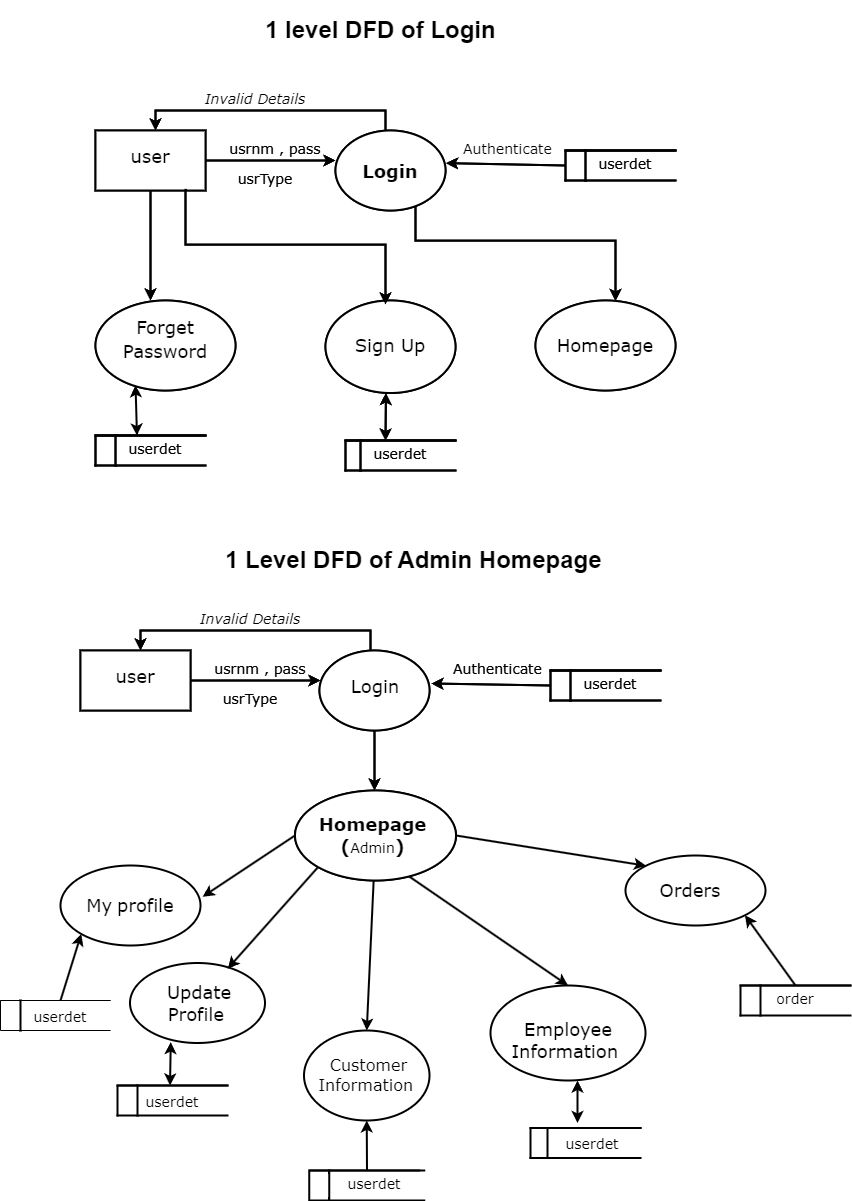 1 level DFD of Login
Invalid Details
user
usrnm , pass
usrType
Login
Authenticate
userdet
Forget
Password
Sign Up
Homepage
userdet
userdet
1 Level DFD of Admin Homepage
Invalid Details
user
usrnm , pass
usrType
Login
Authenticate
userdet
Homepage
(Admin)
My profile
Orders
userdet
Update
Profile
order
Employee
Information
Customer
Information
userdet
userdet
userdet